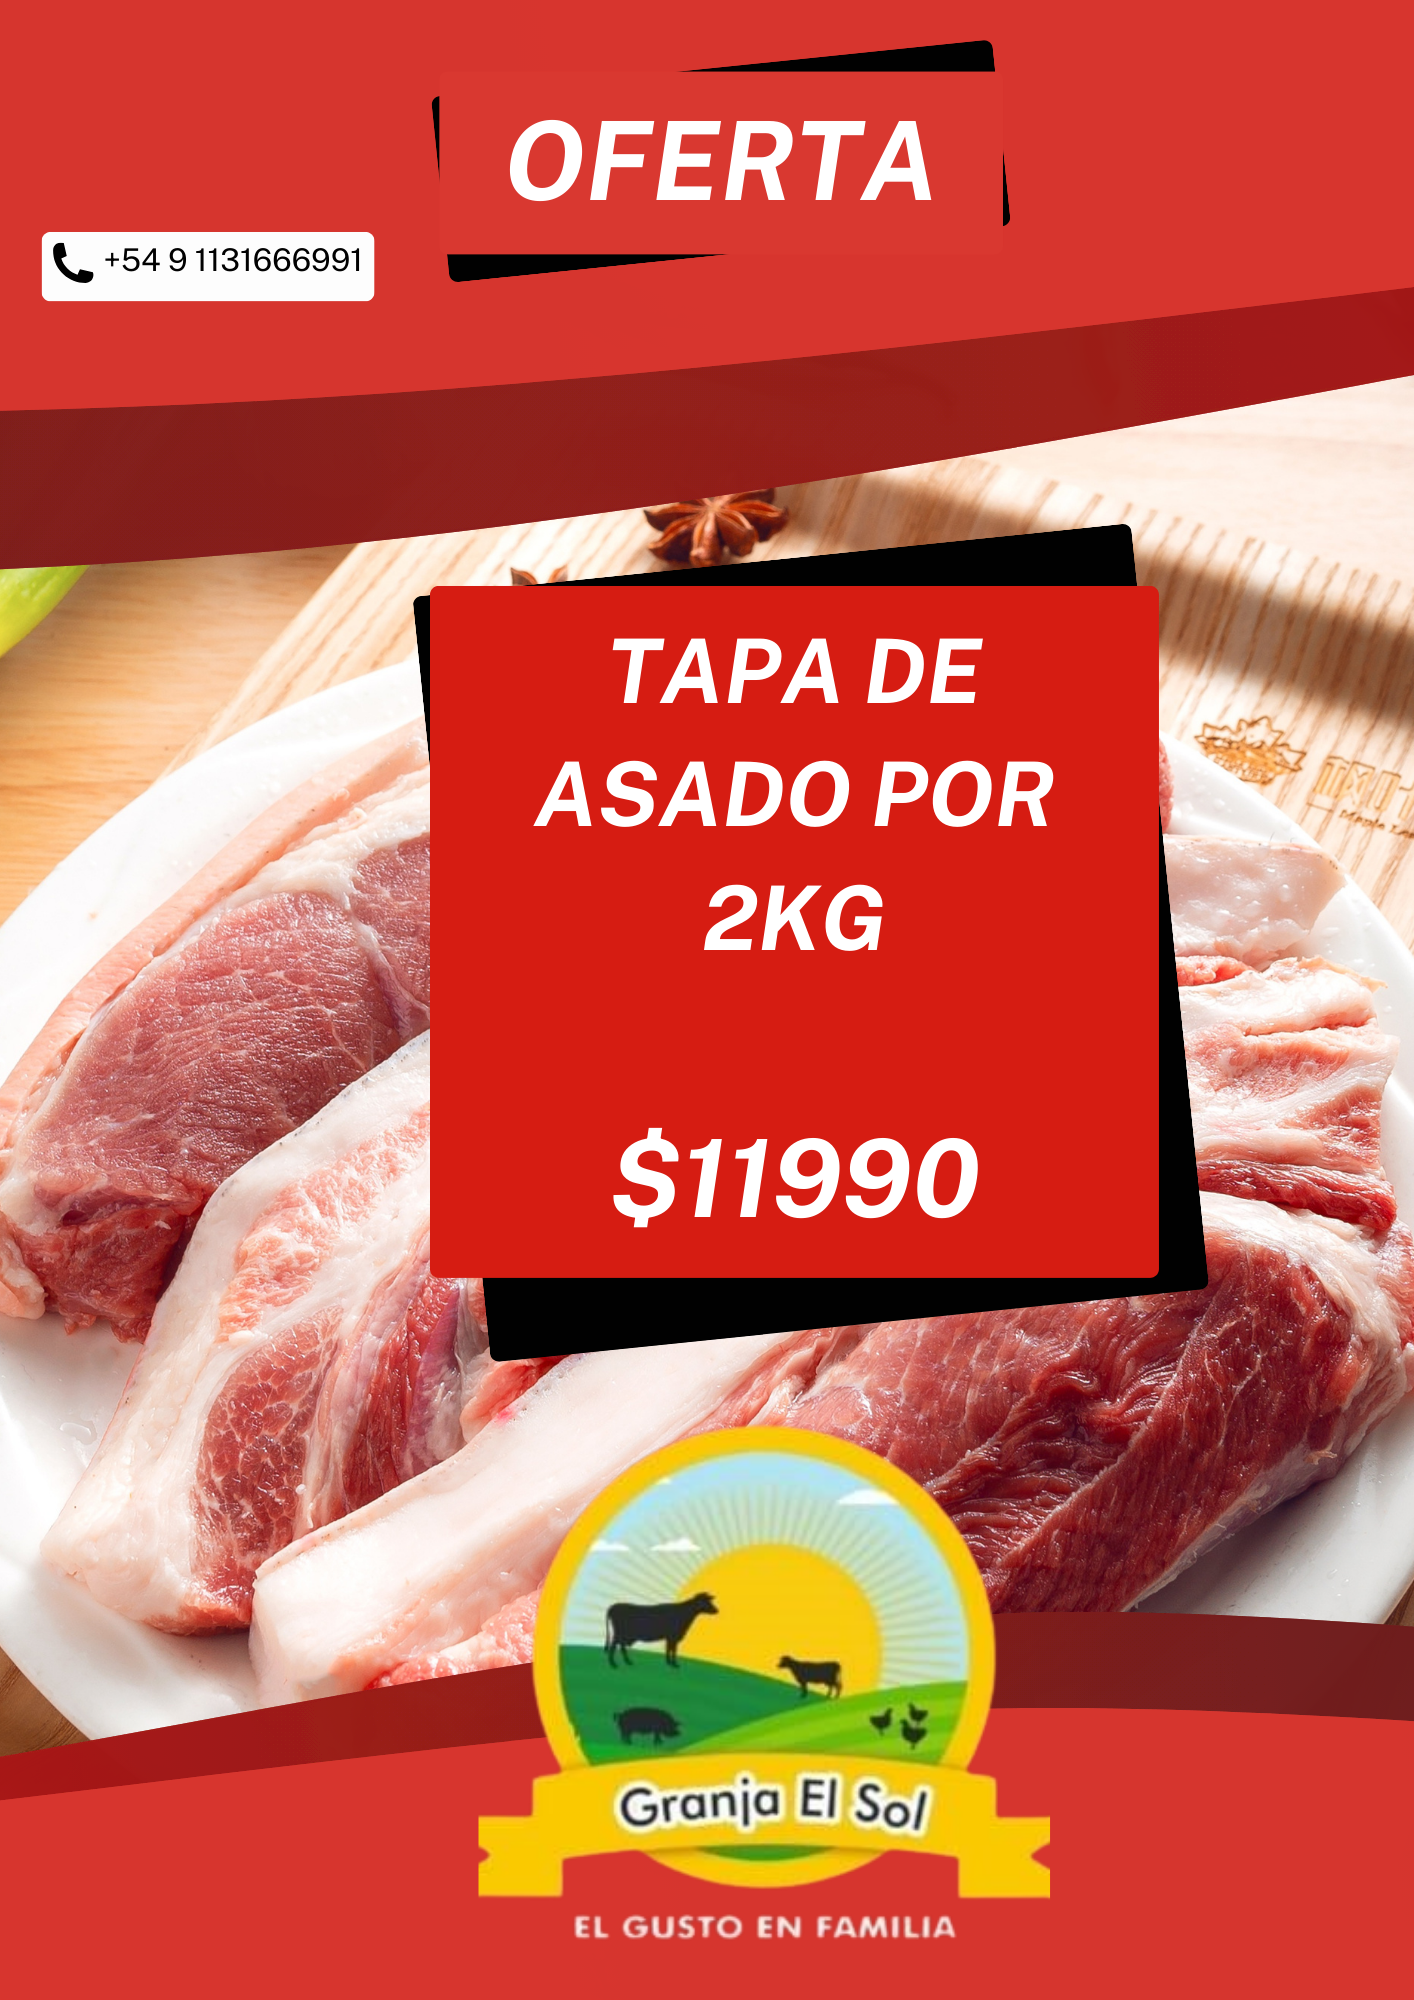 OFERTA
+54 9 1131666991
TAPA DE
ASADO POR
2KG
$11990
Granja El Sol
EL GUSTO EN FAMILIA